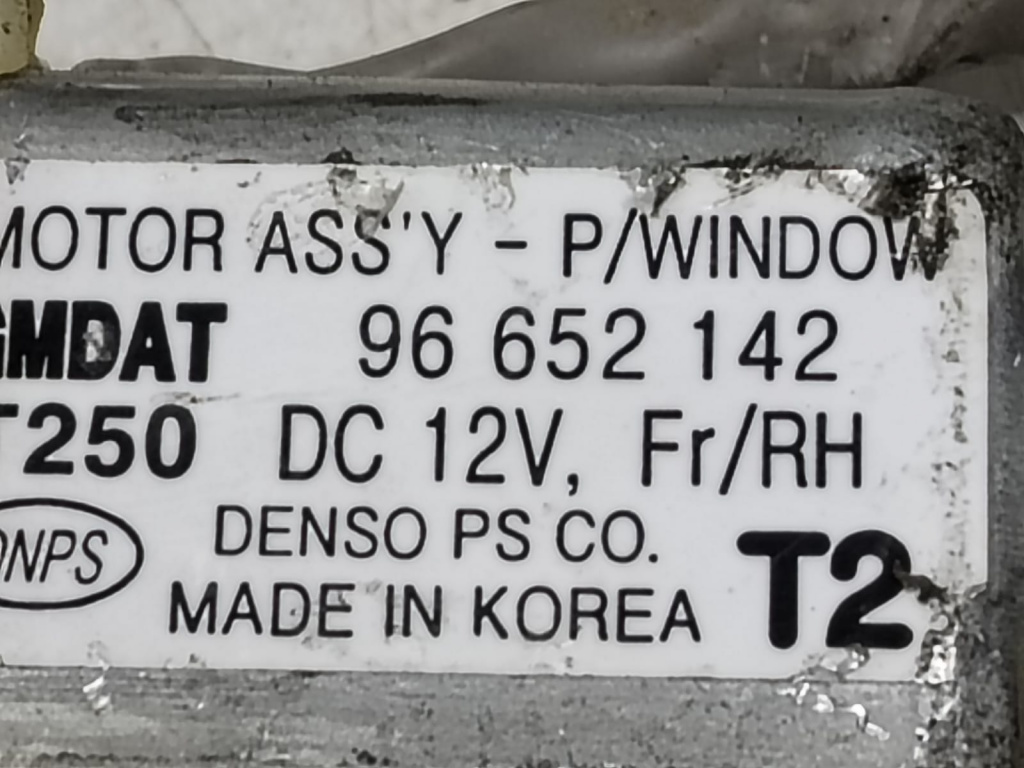 MOTOR ASS'Y - P/WINDOW
GMDAT 96 652 142
T250 DC 12V, Fr/RH
DNPS DENSO PS CO.
MADE IN KOREA T2